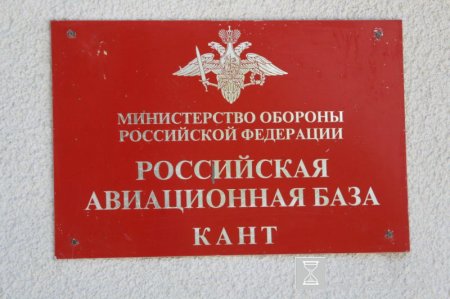 МИНИСТЕРСТВО ОБОРОНЫ
РОССИЙСКОЙ ФЕДЕРАЦИИ
РОССИЙСКАЯ
АВИАЦИОННАЯ БАЗА
КАНТ